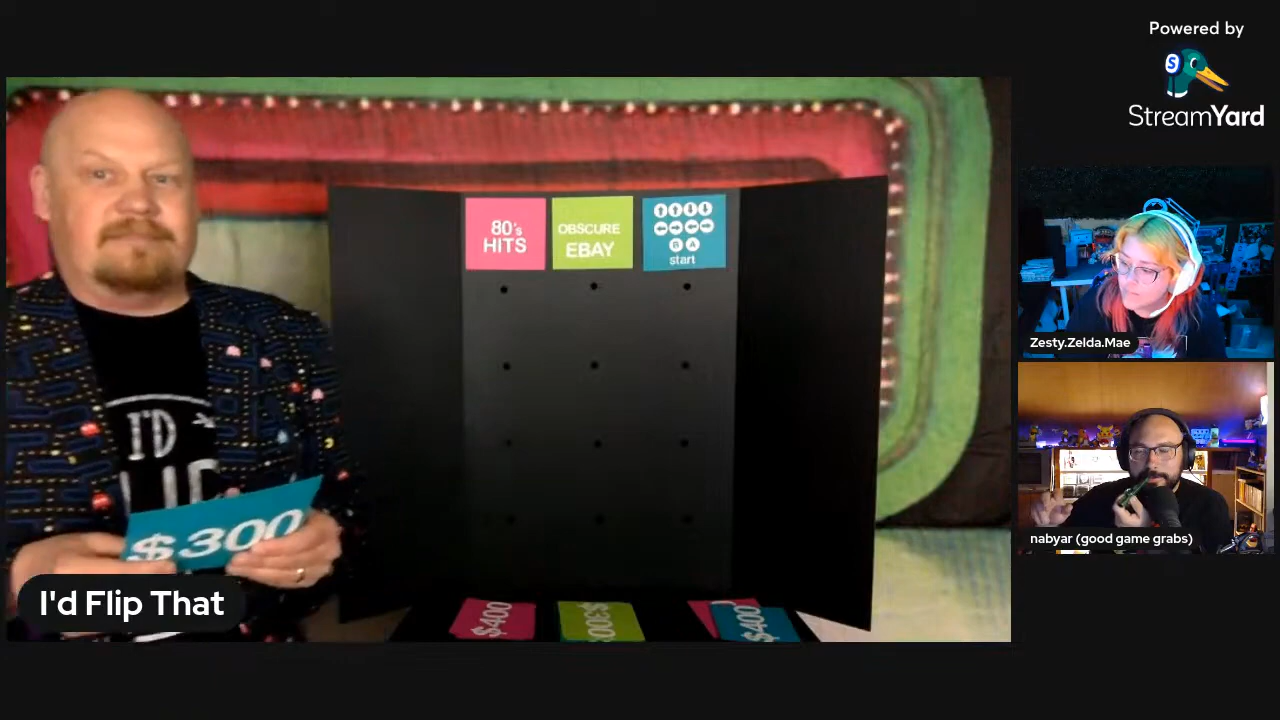 Powered by
S
StreamYard
80's
HITS
OBSCURE
EBAY
B A
start
I'D
$300
I'd Flip That
$400
$300
$400
Zesty.Zelda.Mae
nabyar (good game grabs)